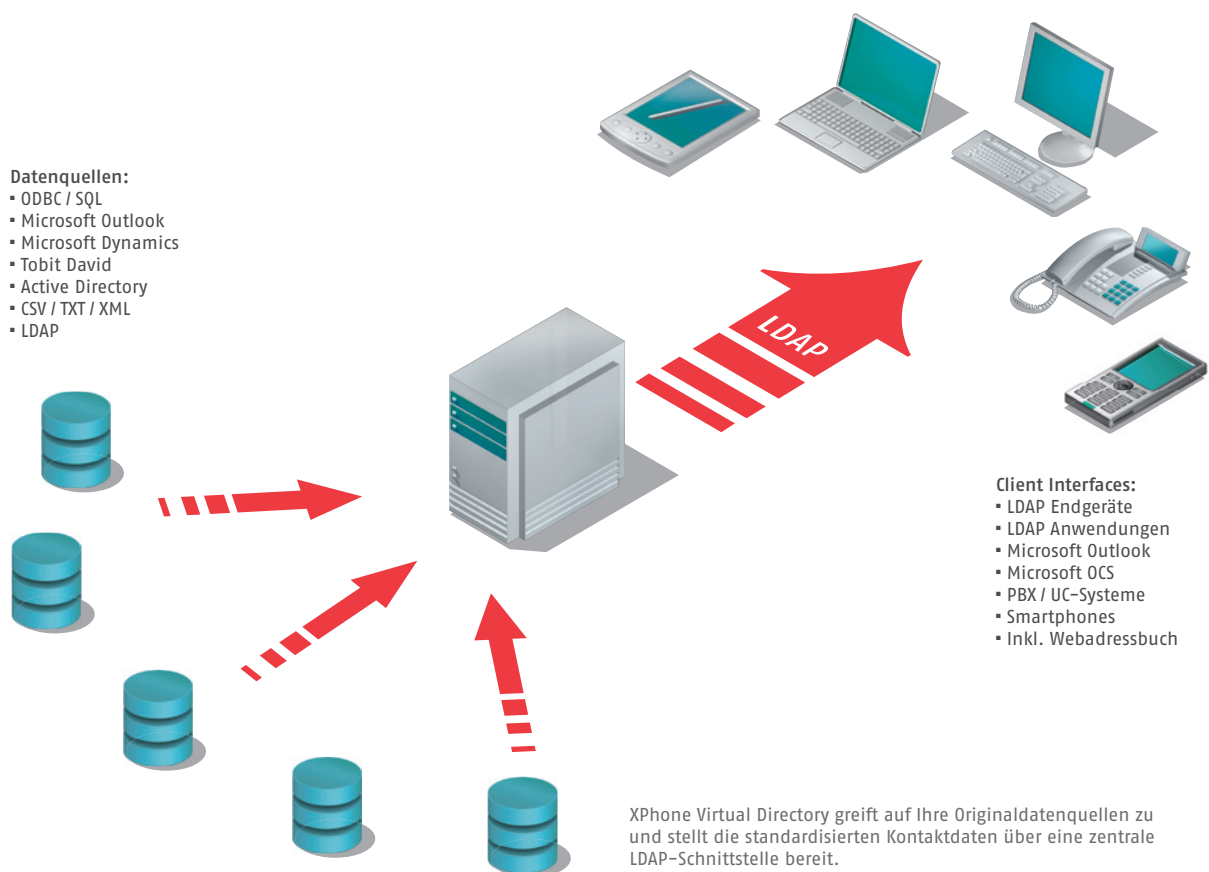 Datenquellen:
▪ ODBC / SQL
▪ Microsoft Outlook
▪ Microsoft Dynamics
▪ Tobit David
▪ Active Directory
▪ CSV / TXT / XML
▪ LDAP
LDAP
Client Interfaces:
▪ LDAP Endgeräte
▪ LDAP Anwendungen
▪ Microsoft Outlook
▪ Microsoft OCS
▪ PBX / UC-Systeme
▪ Smartphones
▪ Inkl. Webadressbuch
XPhone Virtual Directory greift auf Ihre Originaldatenquellen zu
und stellt die standardisierten Kontaktdaten über eine zentrale
LDAP-Schnittstelle bereit.